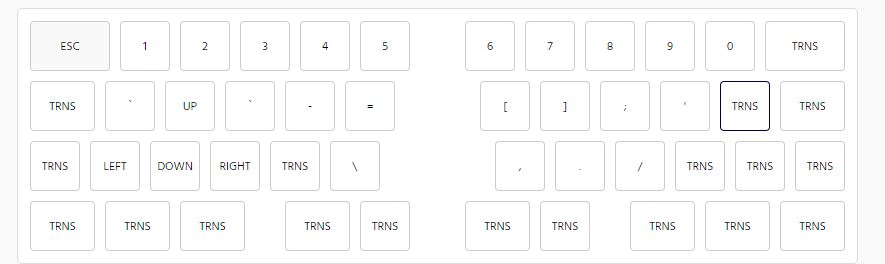 ESC 1 2 3 4 5 6 7 8 9 0 TRNS
TRNS ` UP ` - = [ ] ; ' TRNS TRNS
TRNS LEFT DOWN RIGHT TRNS \ , . / TRNS TRNS TRNS
TRNS TRNS TRNS TRNS TRNS TRNS TRNS TRNS TRNS TRNS